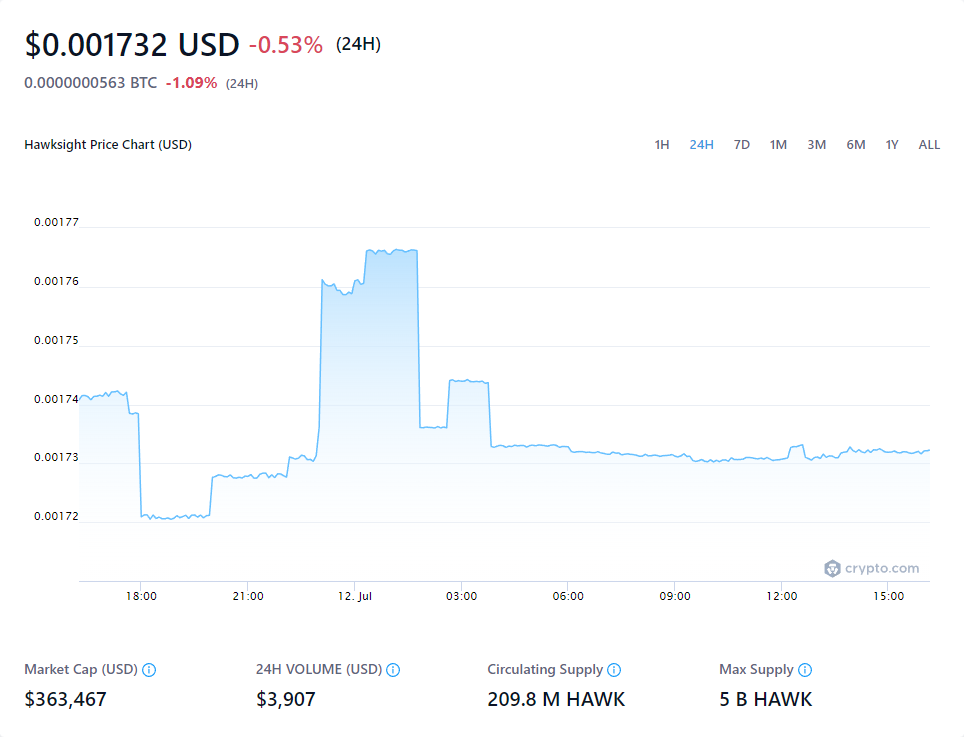 $0.001732 USD -0.53% (24H)
0.0000000563 BTC -1.09% (24H)
Hawksight Price Chart (USD) 1H 24H 7D 1M 3M 6M 1Y ALL
0.00177
0.00176
0.00175
0.00174
0.00173
0.00172
crypto.com
18:00 21:00 12. Jul 03:00 06:00 09:00 12:00 15:00
Market Cap (USD) 24H VOLUME (USD) Circulating Supply Max Supply
$363,467 $3,907 209.8 M HAWK 5 B HAWK